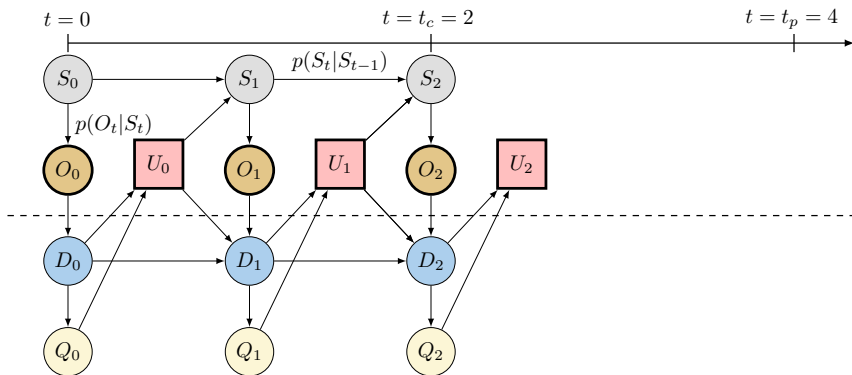 t = 0
t = t_c = 2
t = t_p = 4
S_0
S_1
p(S_t|S_{t−1})
S_2
p(O_t|S_t)
O_0
U_0
O_1
U_1
O_2
U_2
D_0
D_1
D_2
Q_0
Q_1
Q_2